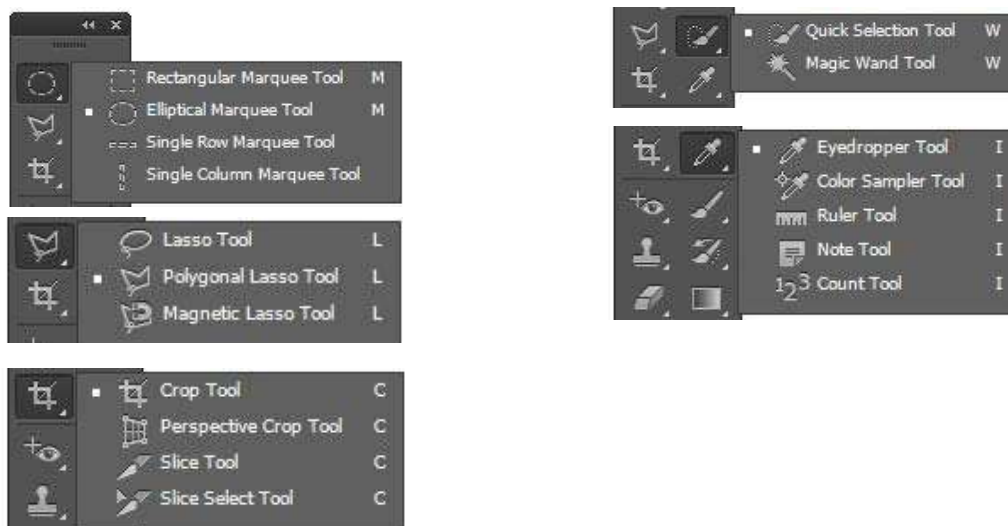 Rectangular Marquee Tool M
Elliptical Marquee Tool M
Single Row Marquee Tool
Single Column Marquee Tool
Lasso Tool L
Polygonal Lasso Tool L
Magnetic Lasso Tool L
Crop Tool C
Perspective Crop Tool C
Slice Tool C
Slice Select Tool C
Quick Selection Tool W
Magic Wand Tool W
Eyedropper Tool I
Color Sampler Tool I
Ruler Tool I
Note Tool I
123 Count Tool I